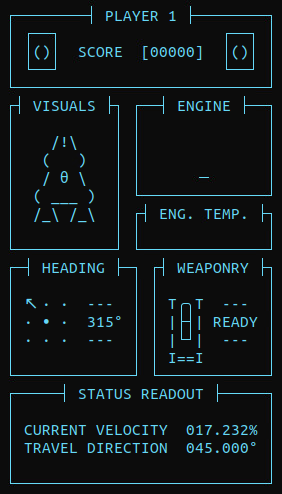 PLAYER 1
() SCORE [00000] ()
VISUALS
/!\
( )
/ θ \
( ___ )
/_\ /_\
ENGINE
_
ENG. TEMP.
HEADING
↖ · · ---
· • · 315°
· · · ---
WEAPONRY
T T ---
| | READY
| | ---
I==I
STATUS READOUT
CURRENT VELOCITY 017.232%
TRAVEL DIRECTION 045.000°